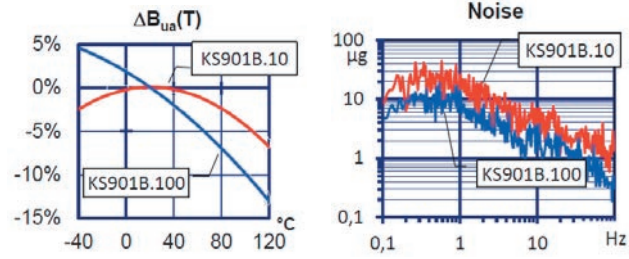 ΔBua(T)
5%
0%
-5%
-10%
-15%
KS901B.10
KS901B.100
-40 0 40 80 120
°C
Noise
100
µg
10
1
0,1
KS901B.10
KS901B.100
0,1 1 10
Hz